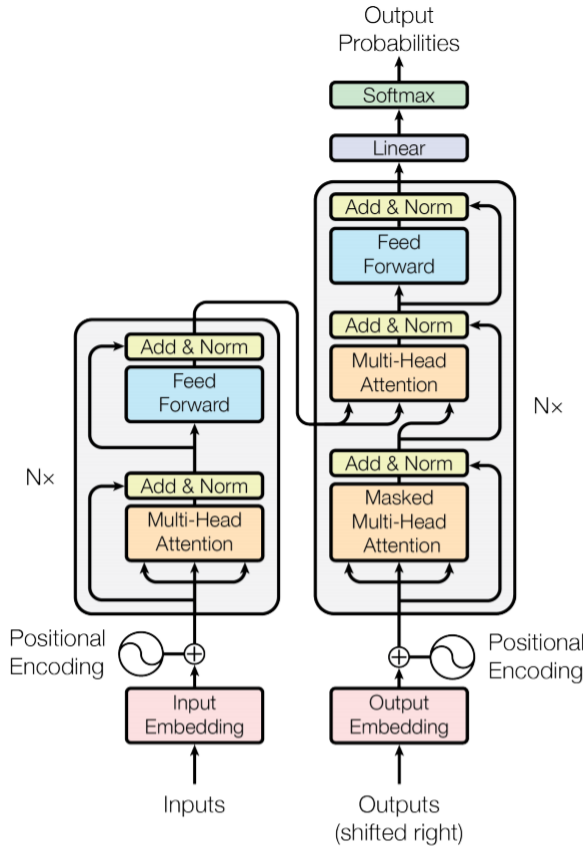 Output
Probabilities
Softmax
Linear
Add & Norm
Feed
Forward
Add & Norm
Multi-Head
Attention
Add & Norm
Masked
Multi-Head
Attention
Nx
Positional
Encoding
Output
Embedding
Outputs
(shifted right)
Add & Norm
Feed
Forward
Add & Norm
Multi-Head
Attention
Nx
Positional
Encoding
Input
Embedding
Inputs